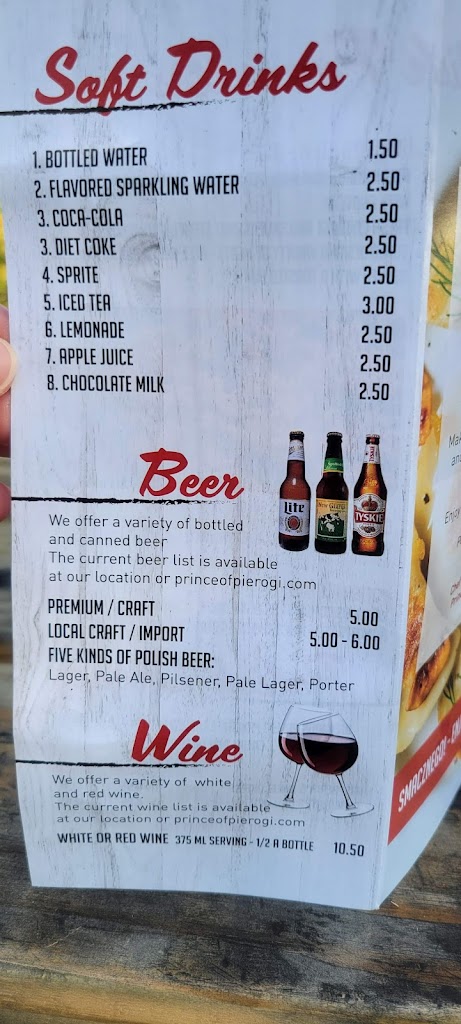 Soft Drinks
1. BOTTLED WATER 1.50
2. FLAVORED SPARKLING WATER 2.50
3. COCA-COLA 2.50
3. DIET COKE 2.50
4. SPRITE 2.50
5. ICED TEA 3.00
6. LEMONADE 2.50
7. APPLE JUICE 2.50
8. CHOCOLATE MILK 2.50
Beer
We offer a variety of bottled
and canned beer
The current beer list is available
at our location or princeofpierogi.com
Lite
New Glarus
TYSKIE
PREMIUM / CRAFT 5.00
LOCAL CRAFT / IMPORT 5.00 - 6.00
FIVE KINDS OF POLISH BEER:
Lager, Pale Ale, Pilsener, Pale Lager, Porter
Wine
We offer a variety of white
and red wine.
The current wine list is available
at our location or princeofpierogi.com
WHITE OR RED WINE 375 ML SERVING - 1/2 A BOTTLE 10.50
SMACZNEGO! -